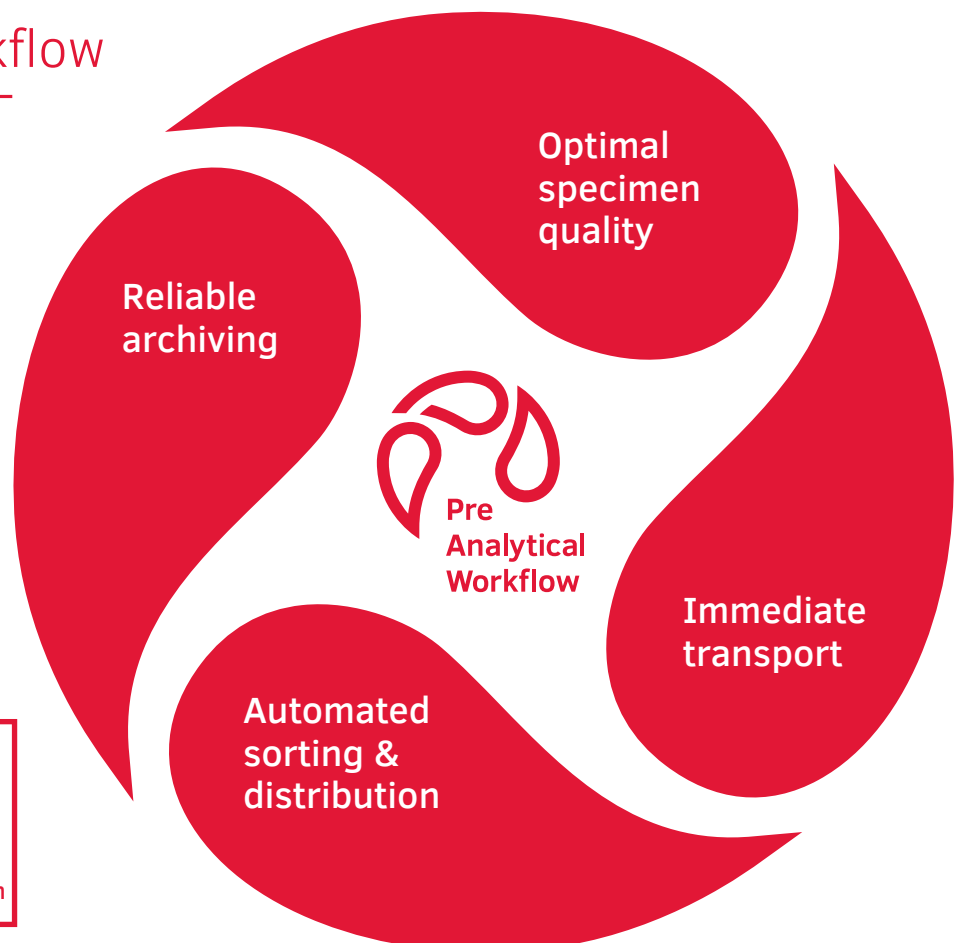 kflow
Optimal
specimen
quality
Reliable
archiving
Pre
Analytical
Workflow
Immediate
transport
Automated
sorting &
distribution